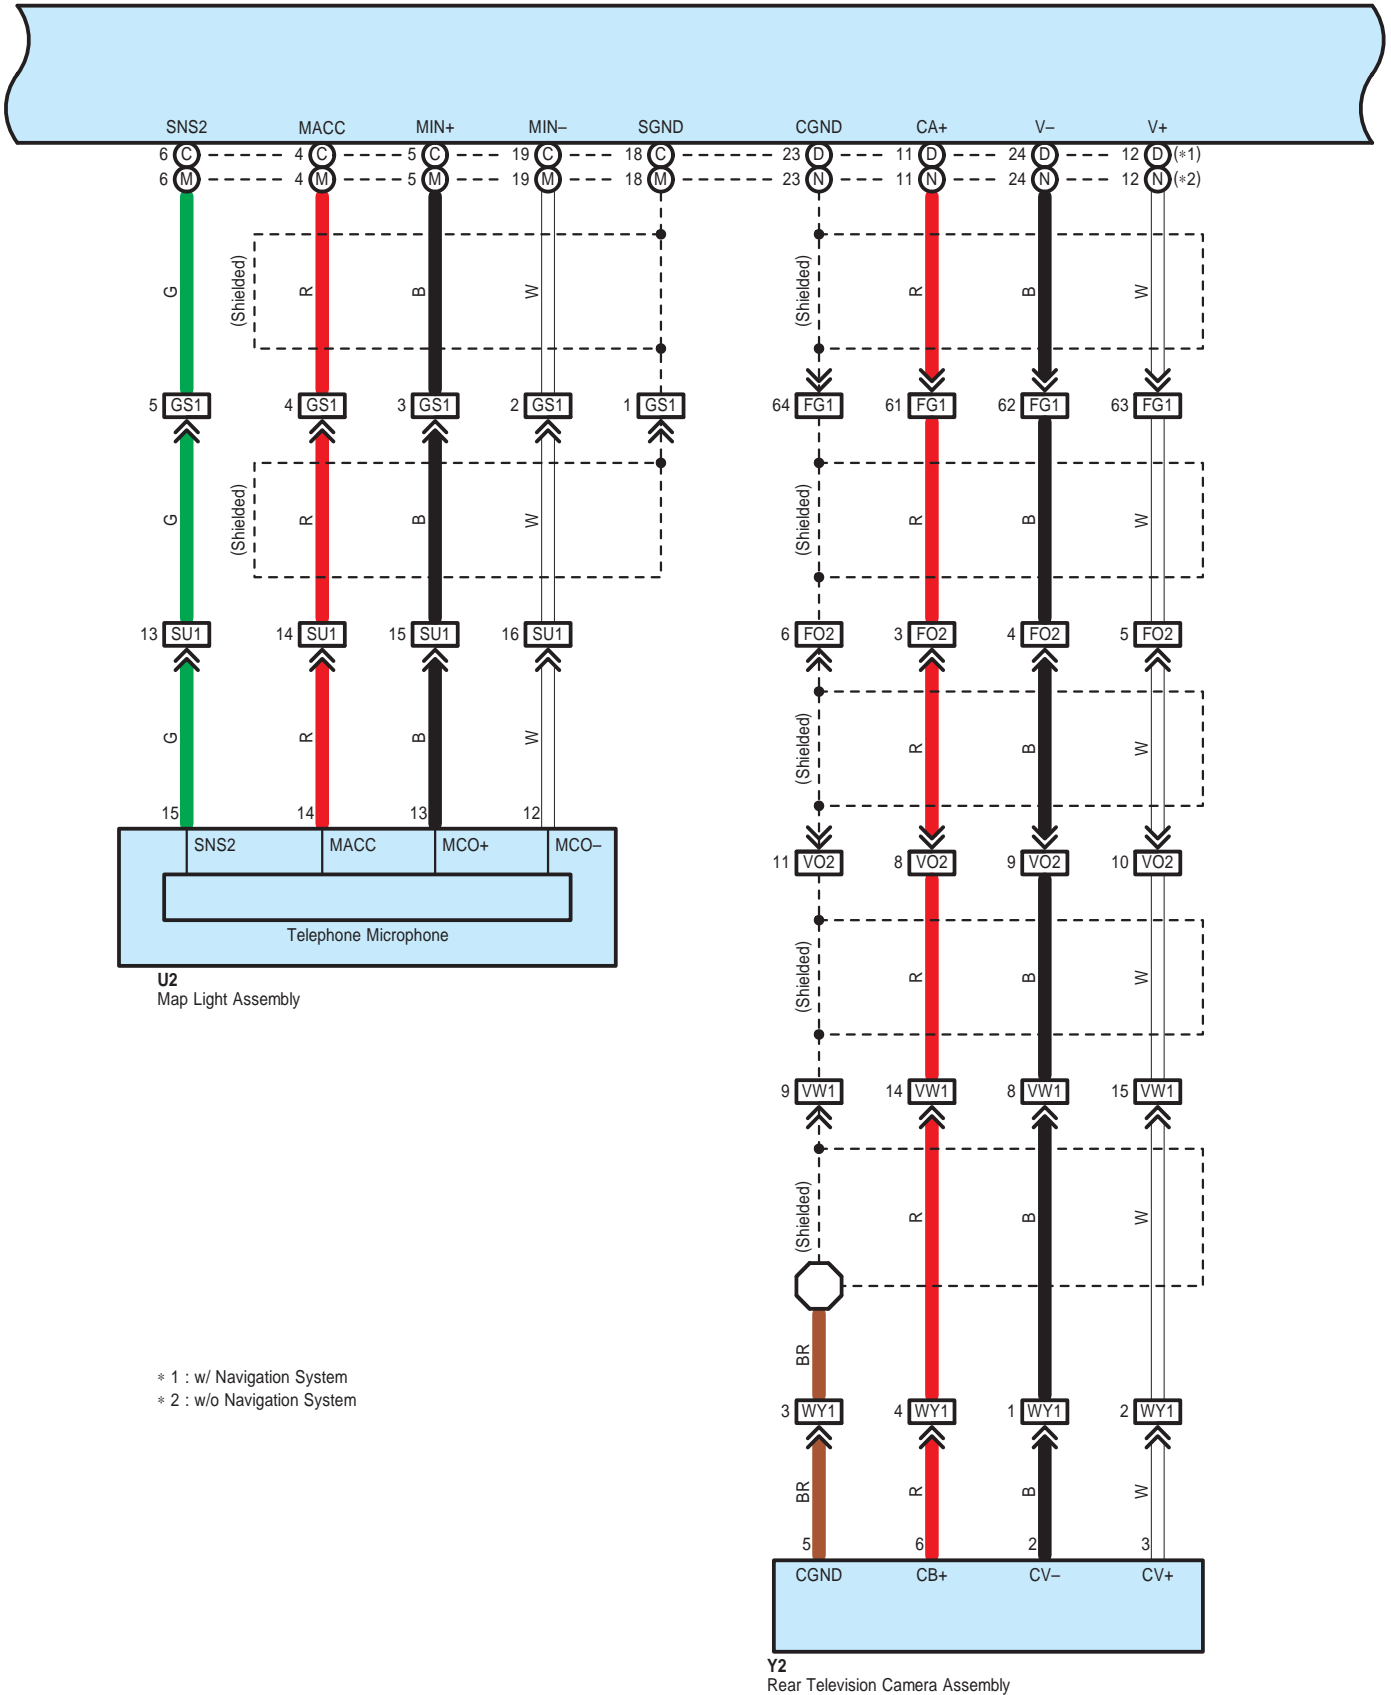 SNS2 MACC MIN+ MIN– SGND CGND CA+ V– V+
6 C 4 C 5 C 19 C 18 C 23 D 11 D 24 D 12 D (*1)
6 M 4 M 5 M 19 M 18 M 23 N 11 N 24 N 12 N (*2)
G (Shielded) R B W (Shielded) R B W
5 GS1 4 GS1 3 GS1 2 GS1 1 GS1 64 FG1 61 FG1 62 FG1 63 FG1
G (Shielded) R B W (Shielded) R B W
13 SU1 14 SU1 15 SU1 16 SU1 6 FO2 3 FO2 4 FO2 5 FO2
G R B W (Shielded) R B W
15 14 13 12
SNS2 MACC MCO+ MCO–
11 VO2 8 VO2 9 VO2 10 VO2
Telephone Microphone
U2
Map Light Assembly
(Shielded) R B W
9 VW1 14 VW1 8 VW1 15 VW1
(Shielded) R B W
BR
* 1 : w/ Navigation System
* 2 : w/o Navigation System
3 WY1 4 WY1 1 WY1 2 WY1
BR R B W
5 6 2 3
CGND CB+ CV– CV+
Y2
Rear Television Camera Assembly